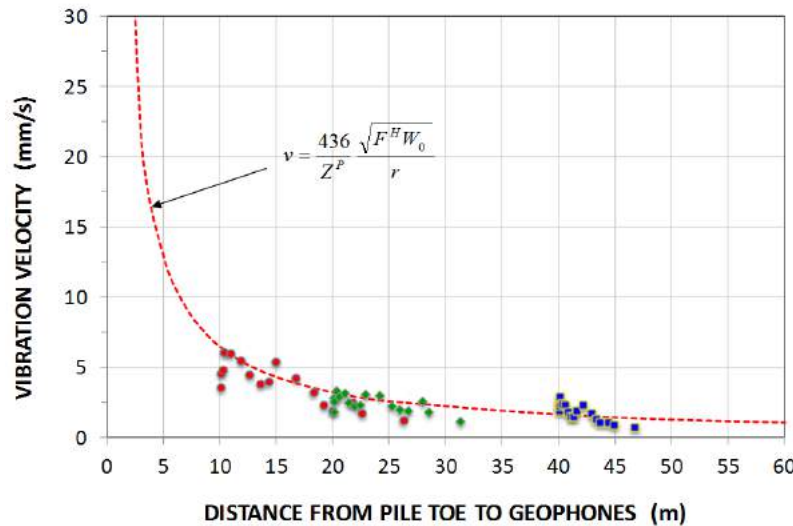 30
25
20
15
10
5
0
VIBRATION VELOCITY (mm/s)
v = 436 / Z^P √(F^H W_0) / r
0 5 10 15 20 25 30 35 40 45 50 55 60
DISTANCE FROM PILE TOE TO GEOPHONES (m)